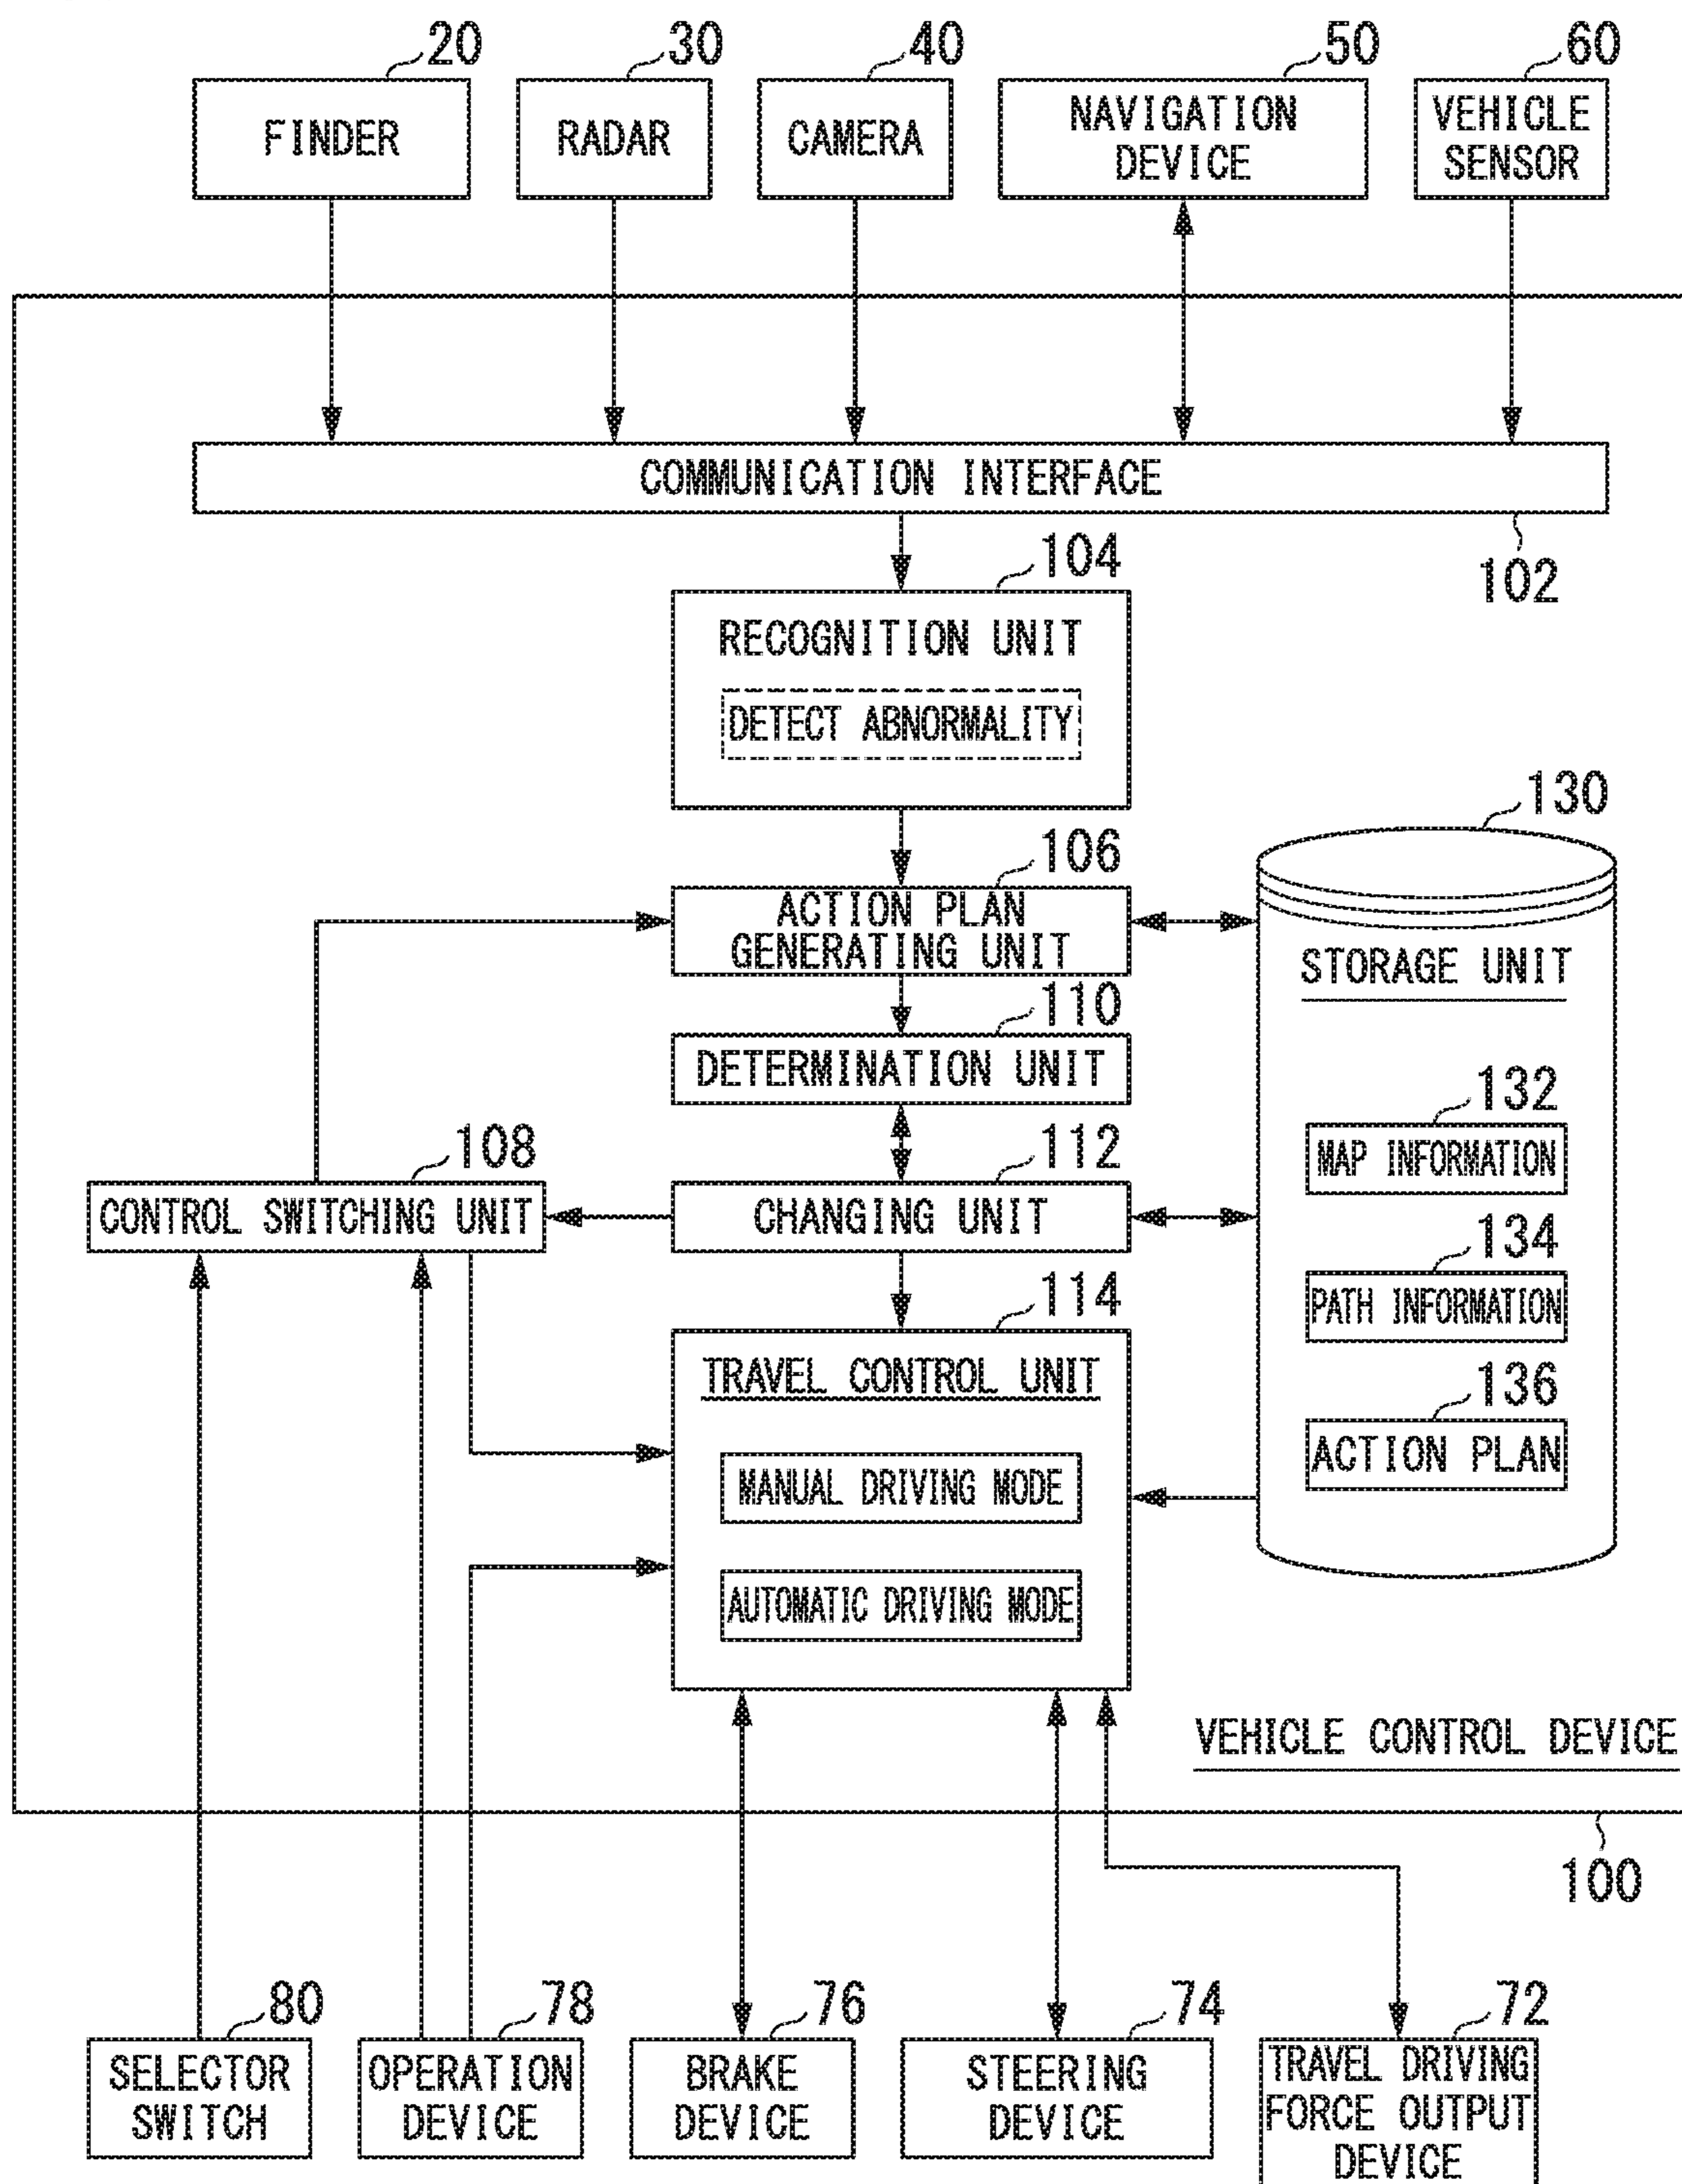 20
30
40
50
60
FINDER
RADAR
CAMERA
NAVIGATION
DEVICE
VEHICLE
SENSOR
COMMUNICATION INTERFACE
102
104
RECOGNITION UNIT
DETECT ABNORMALITY
106
ACTION PLAN
GENERATING UNIT
130
STORAGE UNIT
110
DETERMINATION UNIT
132
MAP INFORMATION
108
CONTROL SWITCHING UNIT
112
CHANGING UNIT
134
PATH INFORMATION
114
TRAVEL CONTROL UNIT
136
ACTION PLAN
MANUAL DRIVING MODE
AUTOMATIC DRIVING MODE
VEHICLE CONTROL DEVICE
100
80
78
76
74
72
SELECTOR
SWITCH
OPERATION
DEVICE
BRAKE
DEVICE
STEERING
DEVICE
TRAVEL DRIVING
FORCE OUTPUT
DEVICE